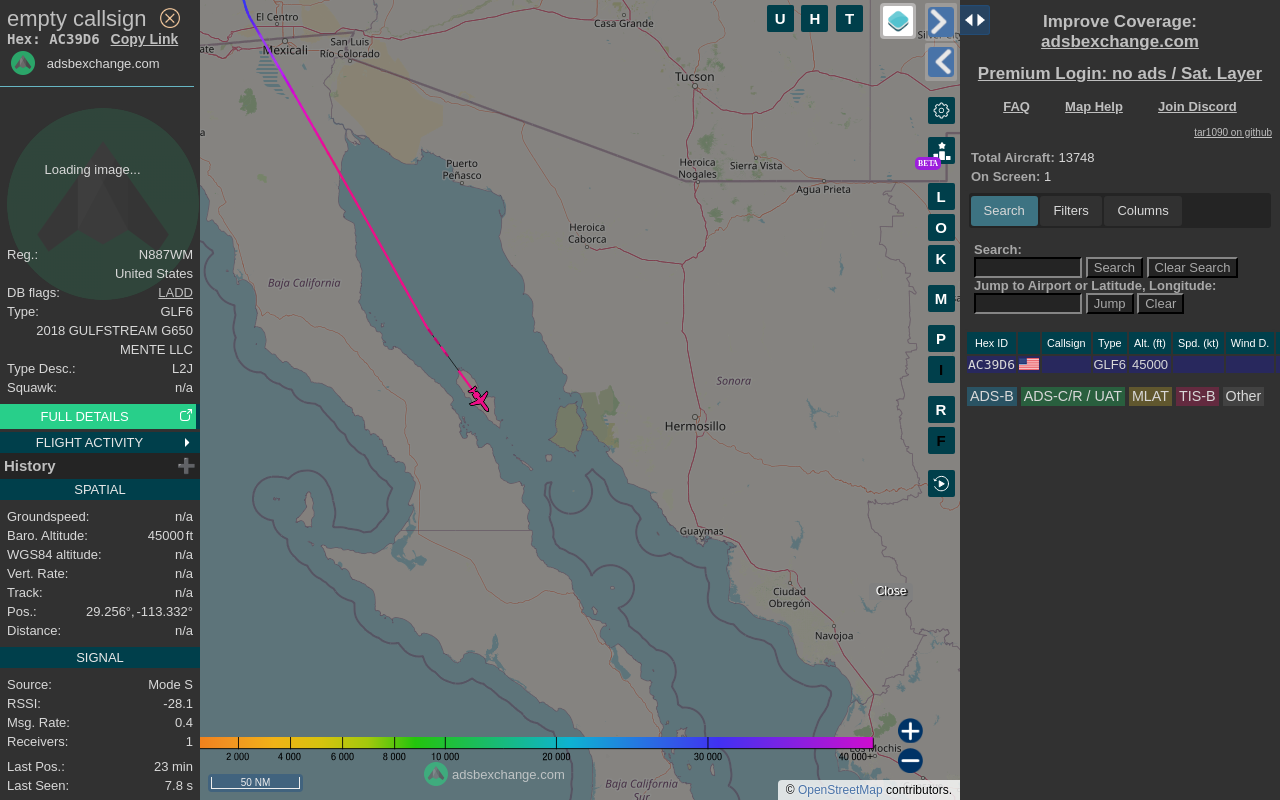 empty callsign
Hex: AC39D6 Copy Link
adsbexchange.com
Loading image...
Reg.: N887WM
United States
DB flags: LADD
Type: GLF6
2018 GULFSTREAM G650
MENTE LLC
Type Desc.: L2J
Squawk: n/a
FULL DETAILS
FLIGHT ACTIVITY
History
SPATIAL
Groundspeed: n/a
Baro. Altitude: 45000 ft
WGS84 altitude: n/a
Vert. Rate: n/a
Track: n/a
Pos.: 29.256°, -113.332°
Distance: n/a
SIGNAL
Source: Mode S
RSSI: -28.1
Msg. Rate: 0.4
Receivers: 1
Last Pos.: 23 min
Last Seen: 7.8 s
El Centro
Mexicali
San Luis
Río Colorado
Casa Grande
Tucson
Puerto
Peñasco
Heroica
Nogales
Sierra Vista
Agua Prieta
Heroica
Caborca
Baja California
Sonora
Hermosillo
Guaymas
Ciudad
Obregón
Navojoa
Los Mochis
Baja California
Sur
Close
U H T
BETA
L
O
K
M
P
I
R
F
2 000 4 000 6 000 8 000 10 000 20 000 30 000 40 000+
50 NM
adsbexchange.com
© OpenStreetMap contributors.
Improve Coverage:
adsbexchange.com
Premium Login: no ads / Sat. Layer
FAQ Map Help Join Discord
tar1090 on github
Total Aircraft: 13748
On Screen: 1
Search Filters Columns
Search:
Search Clear Search
Jump to Airport or Latitude, Longitude:
Jump Clear
Hex ID Callsign Type Alt. (ft) Spd. (kt) Wind D.
AC39D6 GLF6 45000
ADS-B ADS-C/R / UAT MLAT TIS-B Other